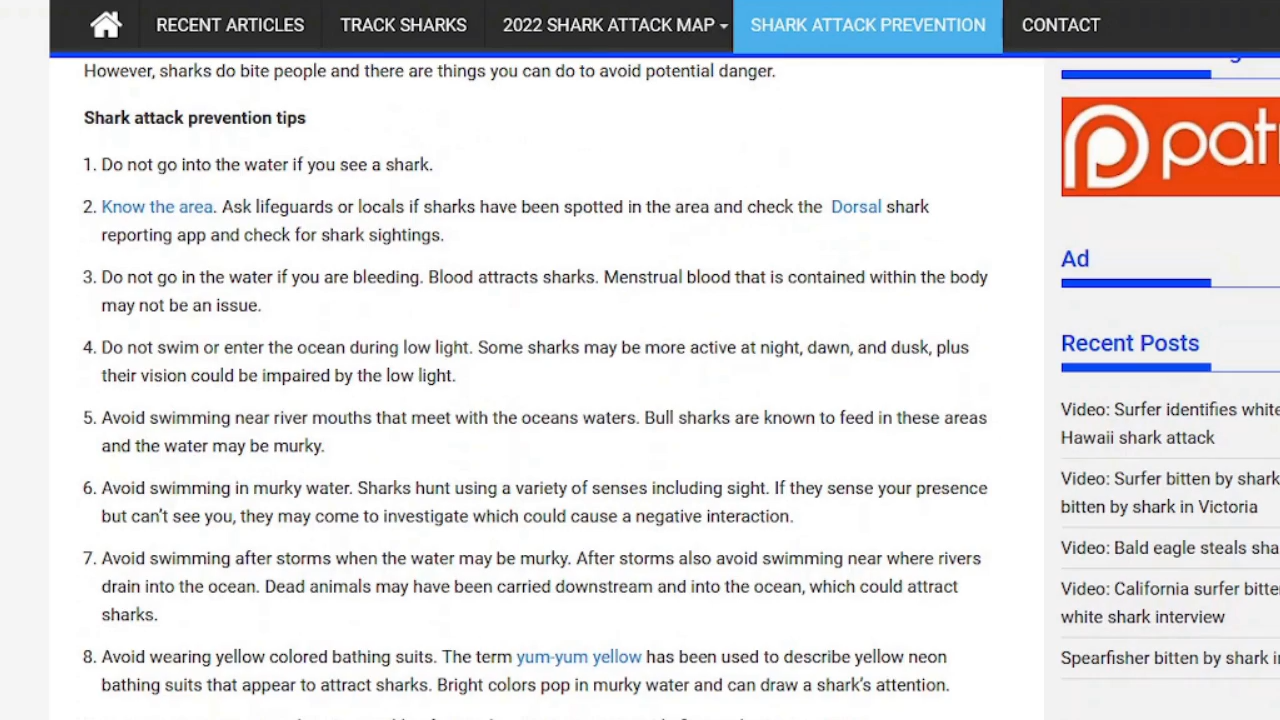 RECENT ARTICLES TRACK SHARKS 2022 SHARK ATTACK MAP SHARK ATTACK PREVENTION CONTACT
However, sharks do bite people and there are things you can do to avoid potential danger.
Shark attack prevention tips
1. Do not go into the water if you see a shark.
2. Know the area. Ask lifeguards or locals if sharks have been spotted in the area and check the Dorsal shark
reporting app and check for shark sightings.
3. Do not go in the water if you are bleeding. Blood attracts sharks. Menstrual blood that is contained within the body
may not be an issue.
4. Do not swim or enter the ocean during low light. Some sharks may be more active at night, dawn, and dusk, plus
their vision could be impaired by the low light.
5. Avoid swimming near river mouths that meet with the oceans waters. Bull sharks are known to feed in these areas
and the water may be murky.
6. Avoid swimming in murky water. Sharks hunt using a variety of senses including sight. If they sense your presence
but can't see you, they may come to investigate which could cause a negative interaction.
7. Avoid swimming after storms when the water may be murky. After storms also avoid swimming near where rivers
drain into the ocean. Dead animals may have been carried downstream and into the ocean, which could attract
sharks.
8. Avoid wearing yellow colored bathing suits. The term yum-yum yellow has been used to describe yellow neon
bathing suits that appear to attract sharks. Bright colors pop in murky water and can draw a shark's attention.
pat
Ad
Recent Posts
Video: Surfer identifies white
Hawaii shark attack
Video: Surfer bitten by shark
bitten by shark in Victoria
Video: Bald eagle steals sha
Video: California surfer bitte
white shark interview
Spearfisher bitten by shark i